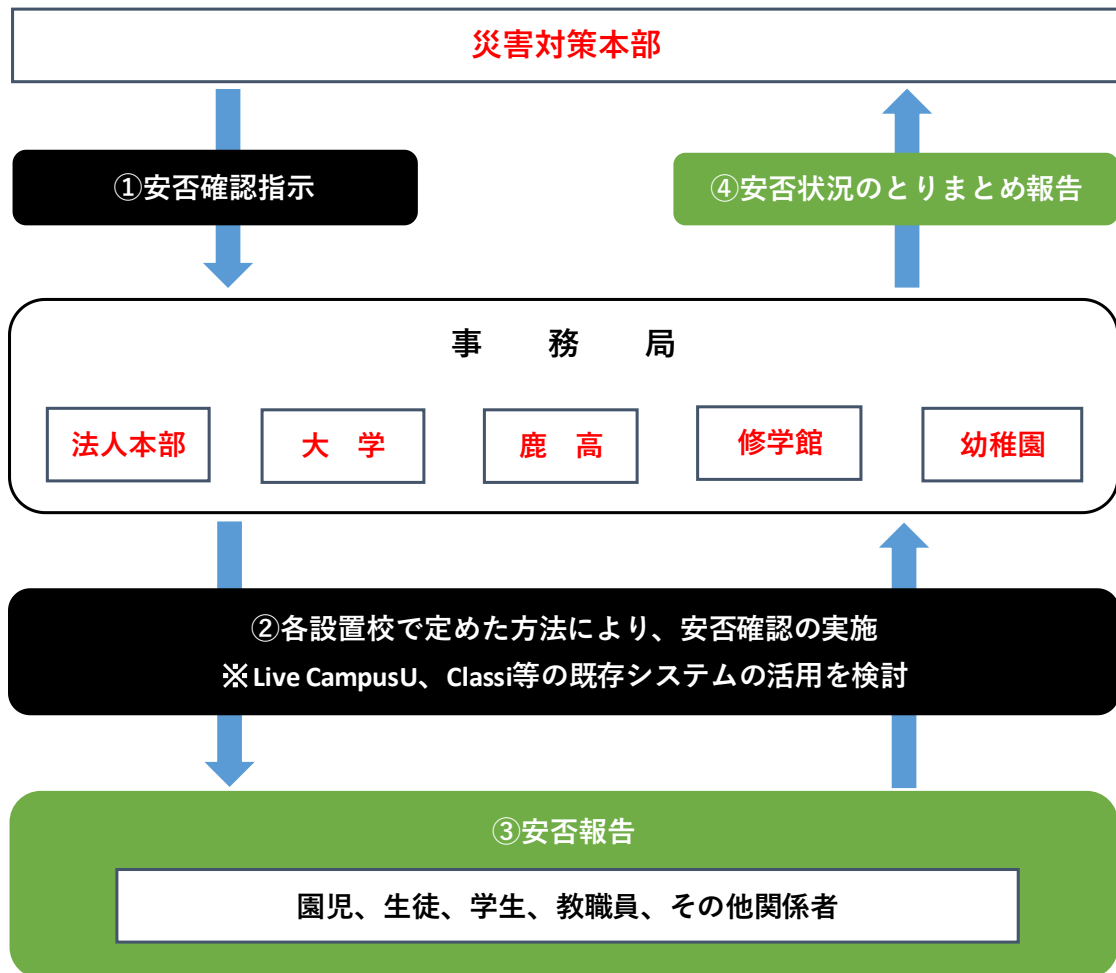 災害対策本部
①安否確認指示
④安否状況のとりまとめ報告
事　務　局
法人本部
大　学
鹿　高
修学館
幼稚園
②各設置校で定めた方法により、安否確認の実施
※Live CampusU、Classi等の既存システムの活用を検討
③安否報告
園児、生徒、学生、教職員、その他関係者